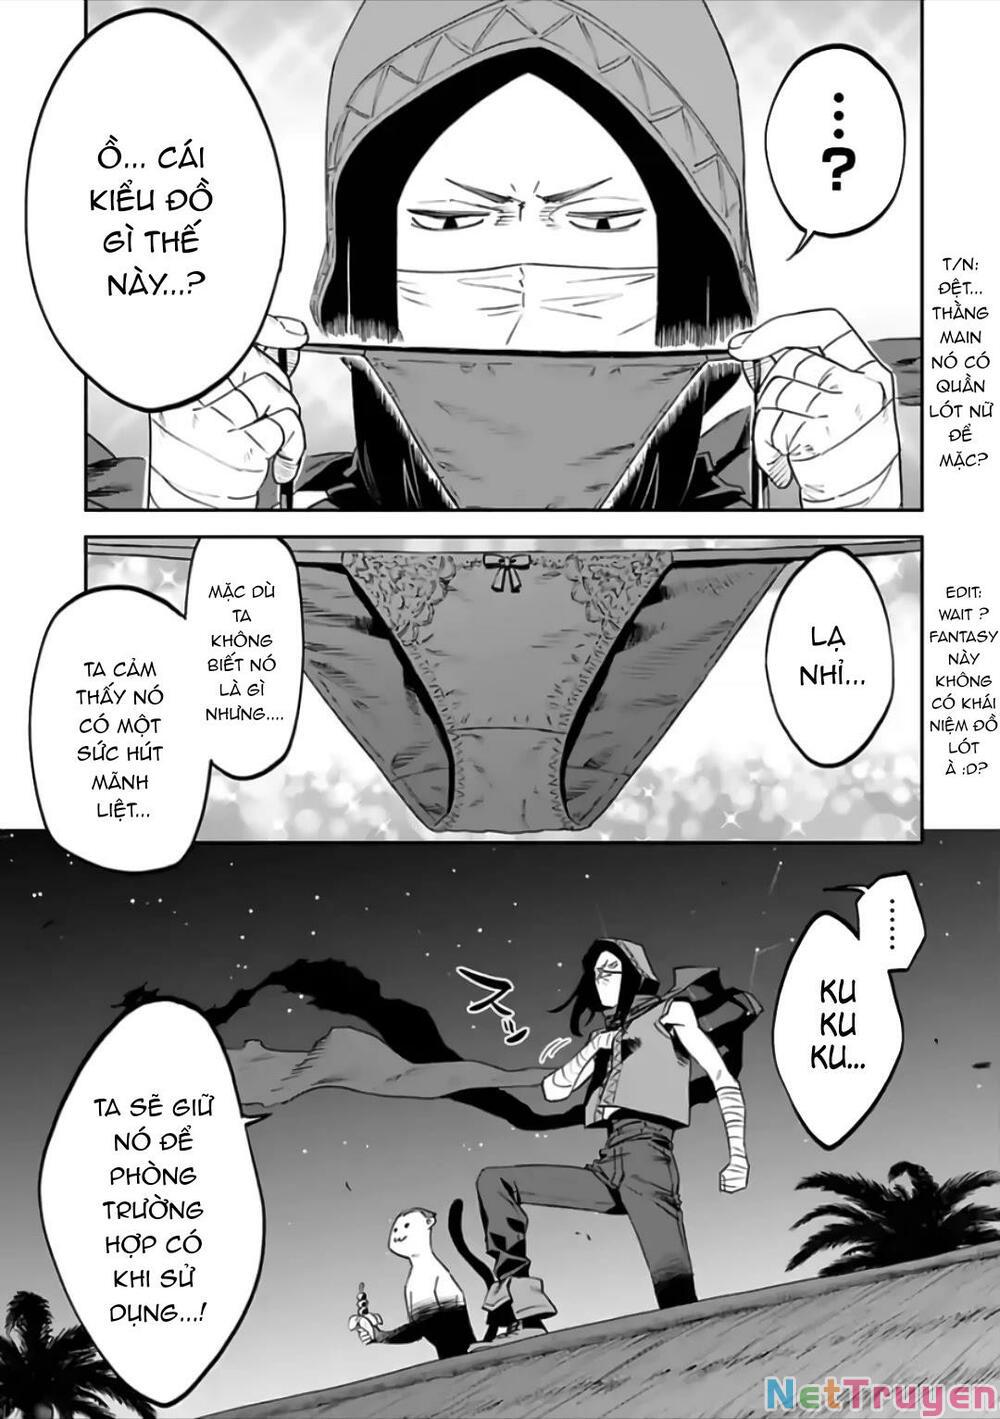 ......?
Ồ... CÁI
KIỂU ĐỒ
GÌ THẾ
NÀY...?
T/N:
ĐỆT...
THẰNG
MAIN
NÓ CÓ
QUẦN
LÓT NỮ
ĐỂ
MẶC?
LẠ
NHỈ...
MẶC DÙ
TA
KHÔNG
BIẾT NÓ
LÀ GÌ
NHƯNG....
TA CẢM
THẤY NÓ
CÓ MỘT
SỨC HÚT
MÃNH
LIỆT...
EDIT:
WAIT ?
FANTASY
NÀY
KHÔNG
CÓ KHÁI
NIỆM ĐỒ
LÓT
À :D?
......
KU
KU
KU...
スッ
TA SẼ GIỮ
NÓ ĐỂ
PHÒNG
TRƯỜNG
HỢP CÓ
KHI SỬ
DỤNG...!
NetTruyen